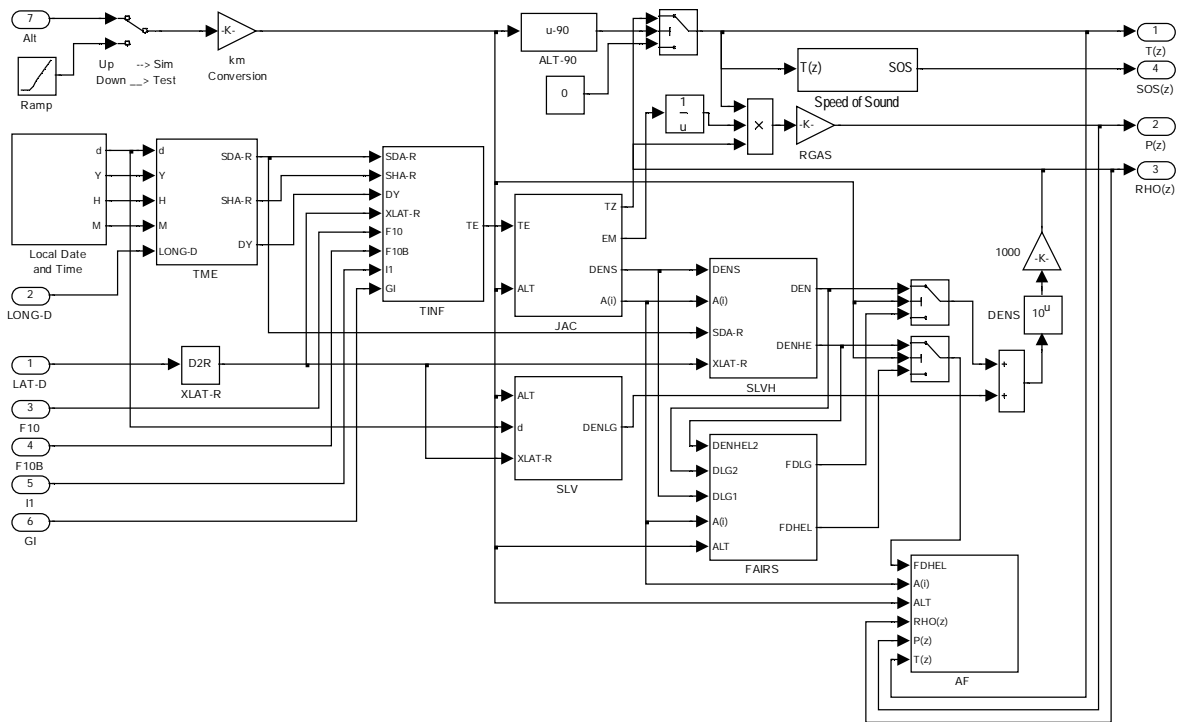 7
Alt
Ramp
Up --> Sim
Down __> Test
-K-
km
Conversion
u-90
ALT-90
0
T(z) SOS
Speed of Sound
1
T(z)
4
SOS(z)
1
u
×
-K-
RGAS
2
P(z)
3
RHO(z)
d
Y
H
M
Local Date
and Time
d
Y
H
M
LONG-D
SDA-R
SHA-R
DY
TME
SDA-R
SHA-R
DY
XLAT-R
F10
F10B
I1
GI
TE
TINF
TE
ALT
TZ
EM
DENS
A(i)
JAC
DENS
A(i)
SDA-R
XLAT-R
DEN
DENHE
SLVH
1000
-K-
DENS
10u
+
+
2
LONG-D
1
LAT-D
D2R
XLAT-R
3
F10
4
F10B
5
I1
6
GI
ALT
d
XLAT-R
DENLG
SLV
DENHEL2
DLG2
DLG1
A(i)
ALT
FDLG
FDHEL
FAIRS
FDHEL
A(i)
ALT
RHO(z)
P(z)
T(z)
AF